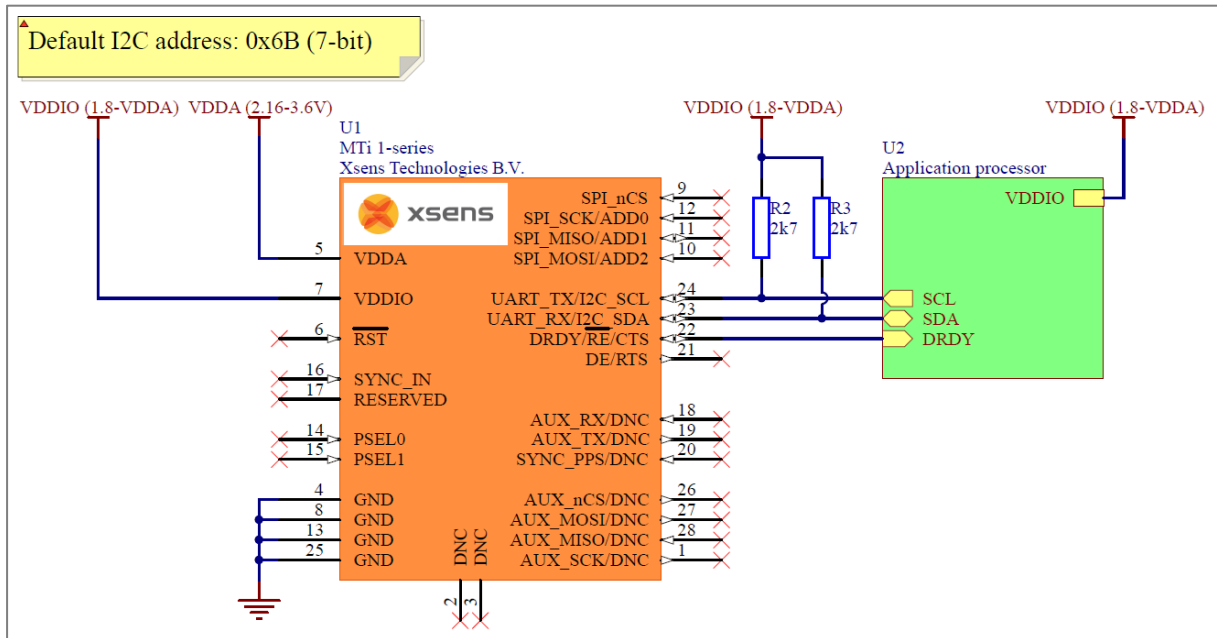 Default I2C address: 0x6B (7-bit)
VDDIO (1.8-VDDA)
VDDA (2.16-3.6V)
VDDIO (1.8-VDDA)
VDDIO (1.8-VDDA)
U1
MTi 1-series
Xsens Technologies B.V.
xsens
5
VDDA
7
VDDIO
6
RST
16
SYNC_IN
17
RESERVED
14
PSEL0
15
PSEL1
4
GND
8
GND
13
GND
25
GND
2
DNC
3
DNC
SPI_nCS
9
SPI_SCK/ADD0
12
SPI_MISO/ADD1
11
SPI_MOSI/ADD2
10
UART_TX/I2C_SCL
24
UART_RX/I2C_SDA
23
DRDY/RE/CTS
22
DE/RTS
21
AUX_RX/DNC
18
AUX_TX/DNC
19
SYNC_PPS/DNC
20
AUX_nCS/DNC
26
AUX_MOSI/DNC
27
AUX_MISO/DNC
28
AUX_SCK/DNC
1
R2
2k7
R3
2k7
U2
Application processor
VDDIO
SCL
SDA
DRDY